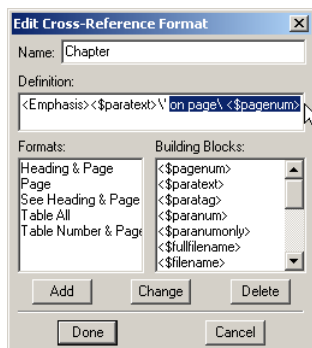 Edit Cross-Reference Format
Name: Chapter
Definition:
<Emphasis><$paratext>\' on page\ <$pagenum>
Formats:
Heading & Page
Page
See Heading & Page
Table All
Table Number & Page
Building Blocks:
<$pagenum>
<$paratext>
<$paratag>
<$paranum>
<$paranumonly>
<$fullfilename>
<$filename>
Add Change Delete
Done Cancel